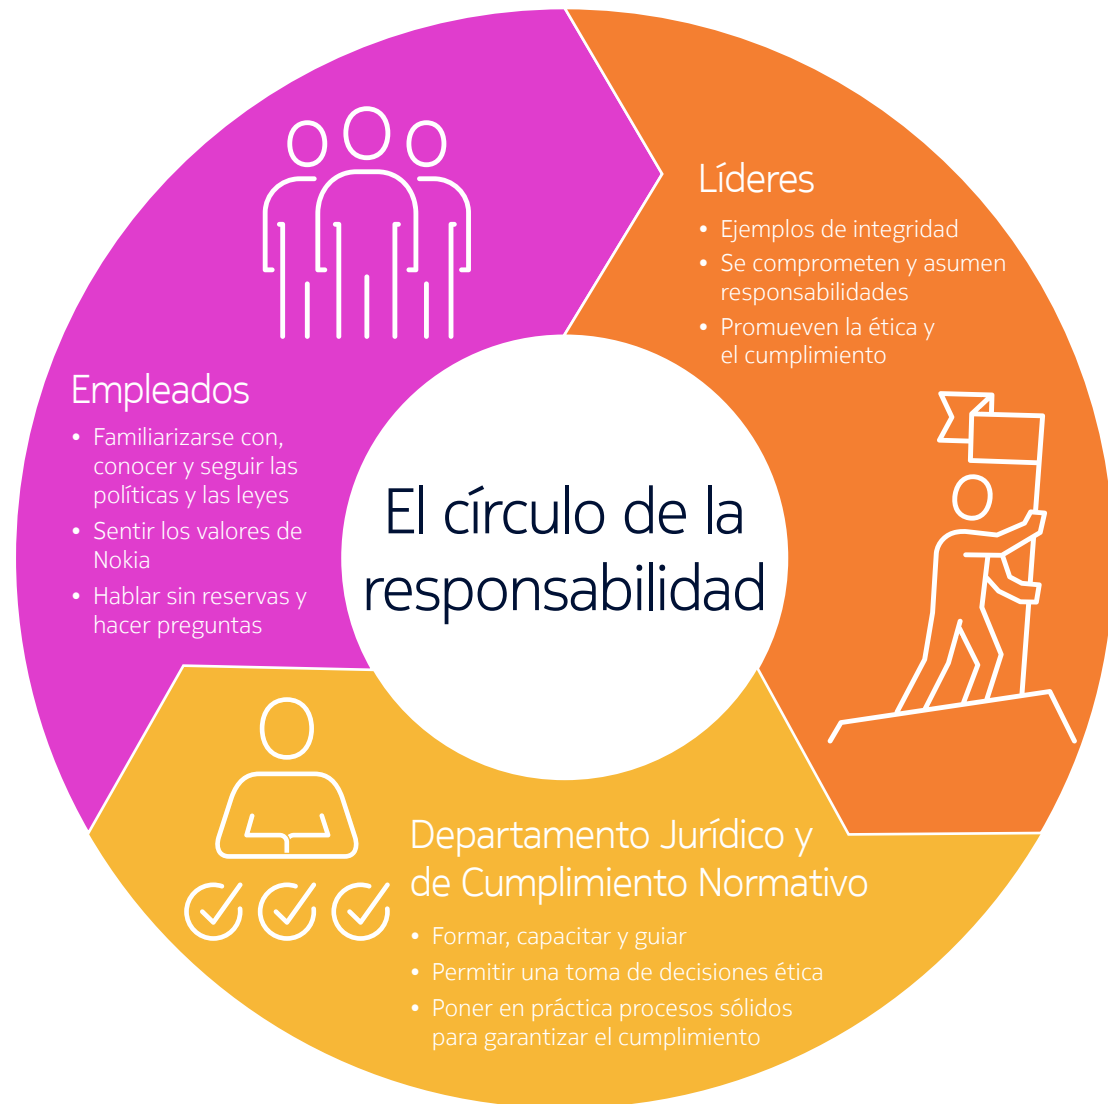 Líderes
• Ejemplos de integridad
• Se comprometen y asumen
responsabilidades
• Promueven la ética y
el cumplimiento
Empleados
• Familiarizarse con,
conocer y seguir las
políticas y las leyes
• Sentir los valores de
Nokia
• Hablar sin reservas y
hacer preguntas
El círculo de la
responsabilidad
Departamento Jurídico y
de Cumplimiento Normativo
• Formar, capacitar y guiar
• Permitir una toma de decisiones ética
• Poner en práctica procesos sólidos
para garantizar el cumplimiento